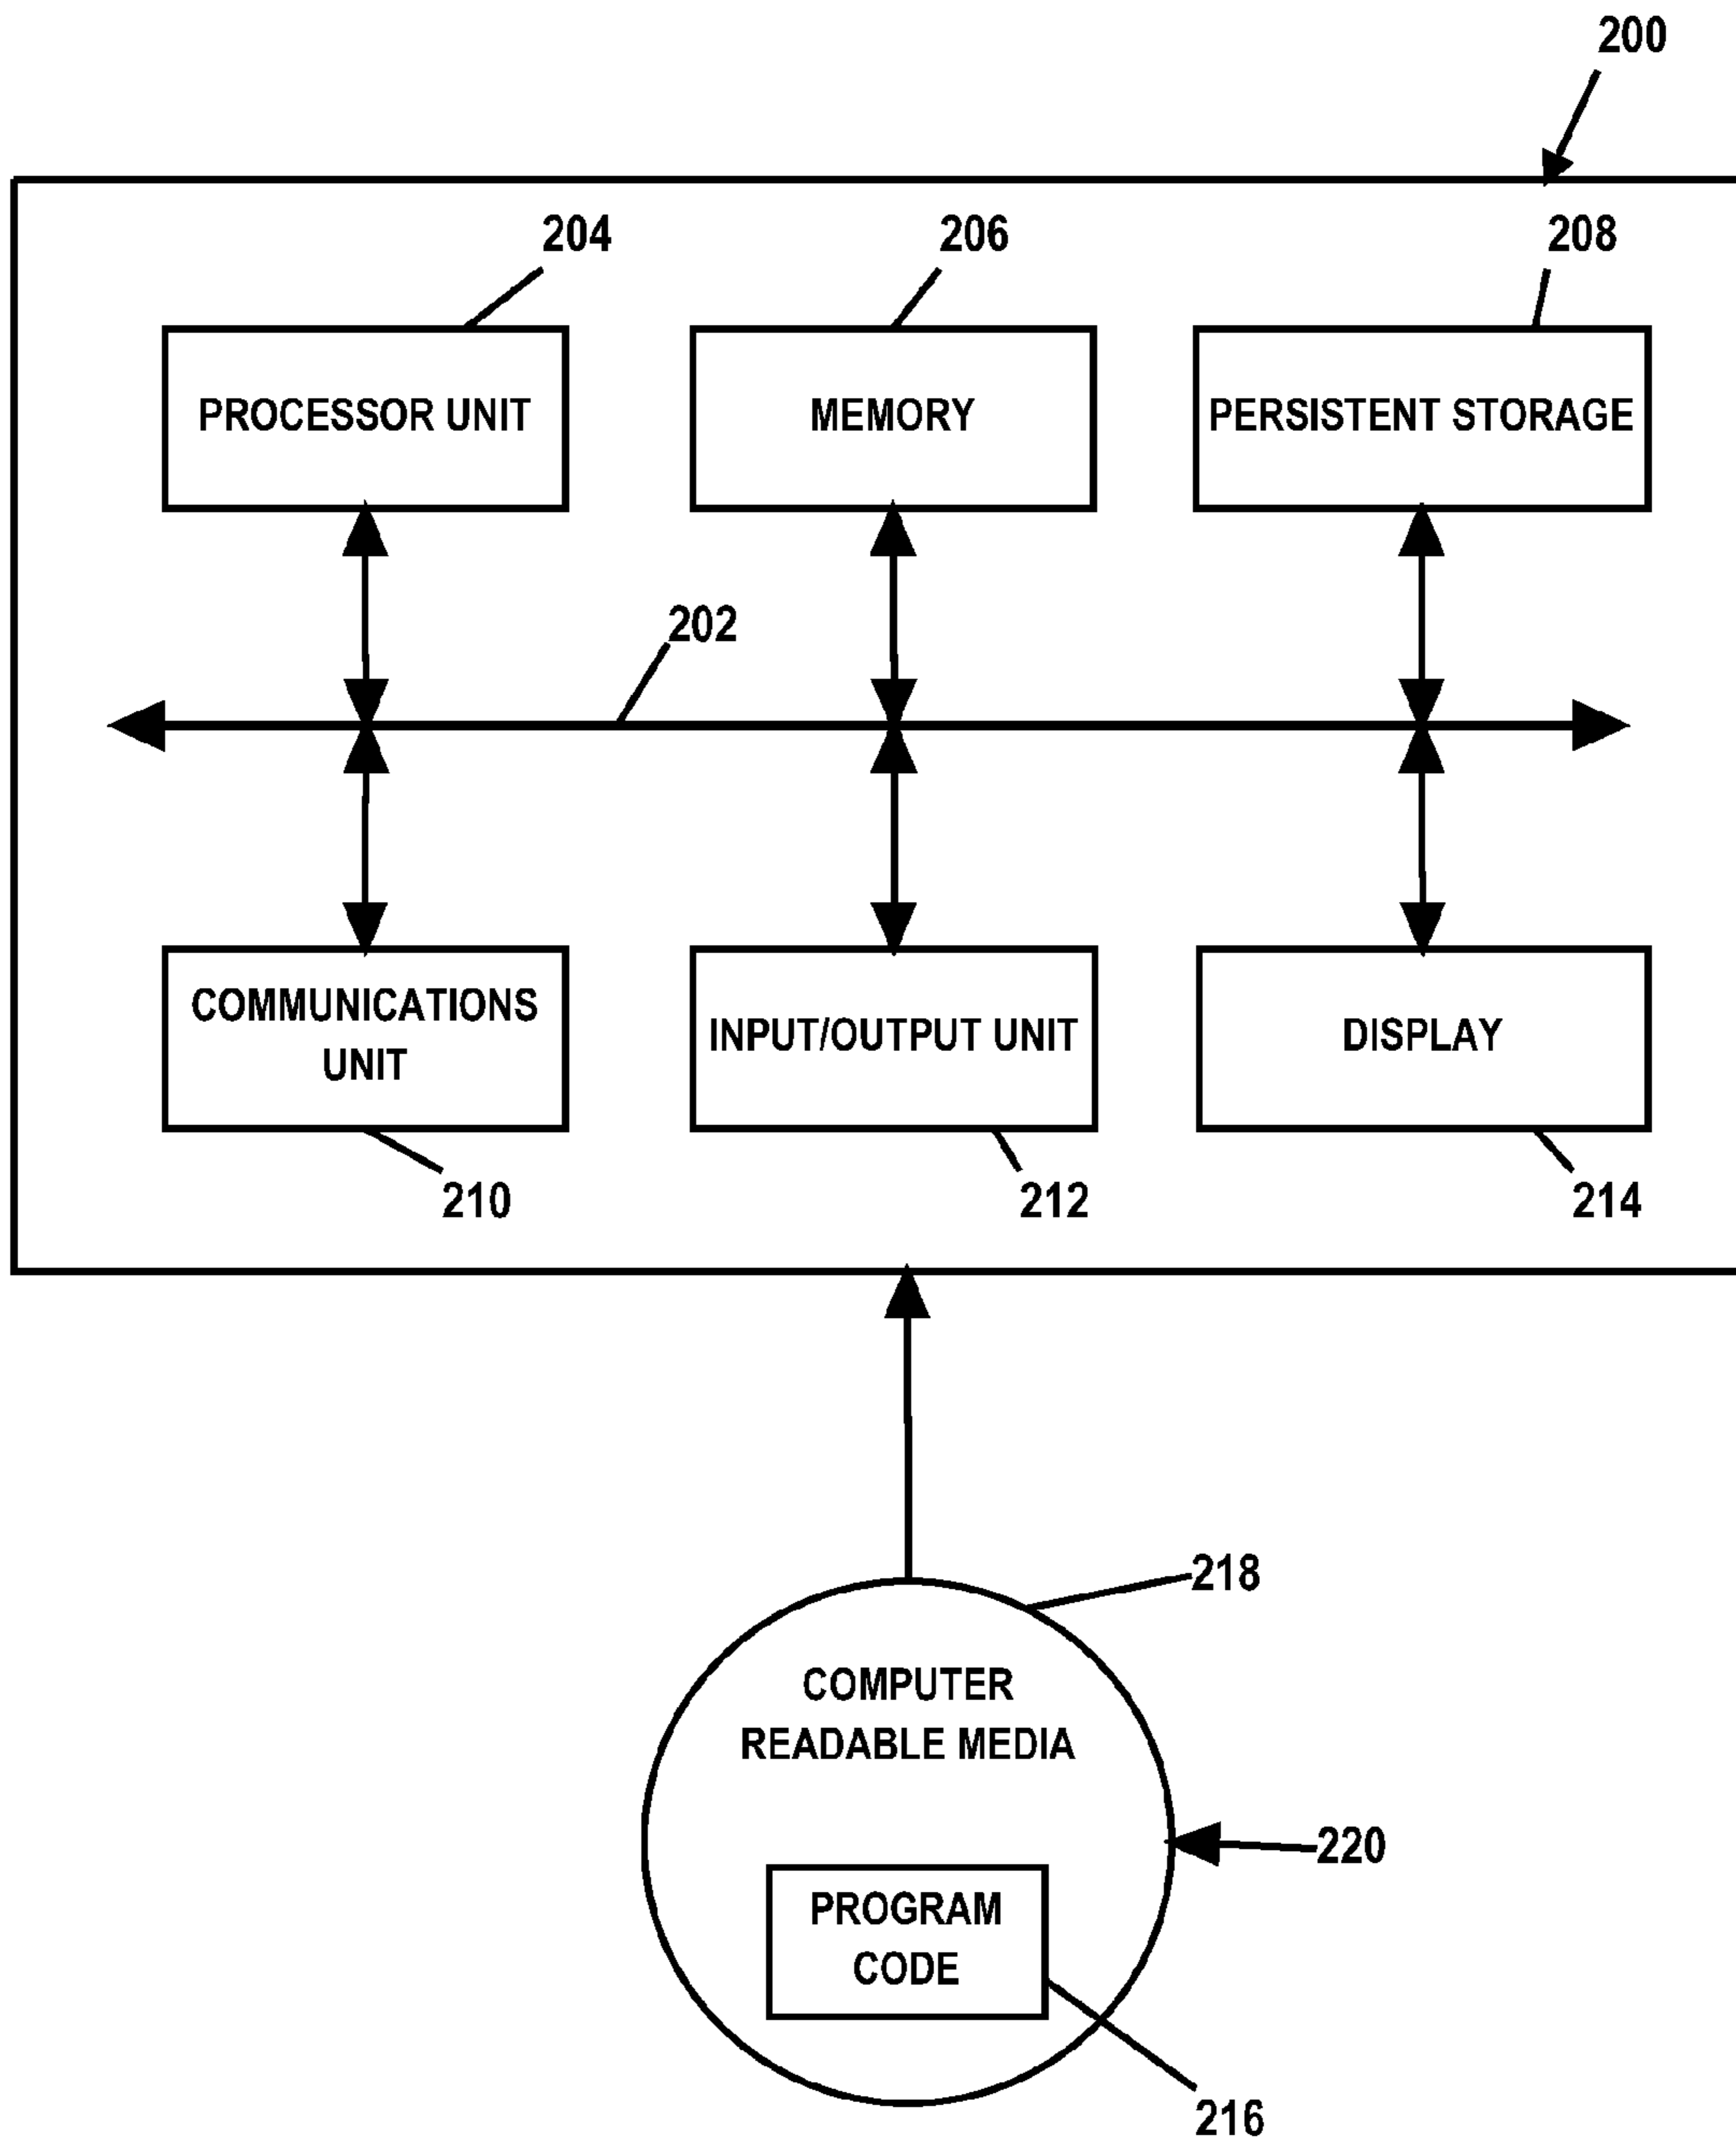 200
204
206
208
PROCESSOR UNIT
MEMORY
PERSISTENT STORAGE
202
COMMUNICATIONS
UNIT
INPUT/OUTPUT UNIT
DISPLAY
210
212
214
218
COMPUTER
READABLE MEDIA
220
PROGRAM
CODE
216